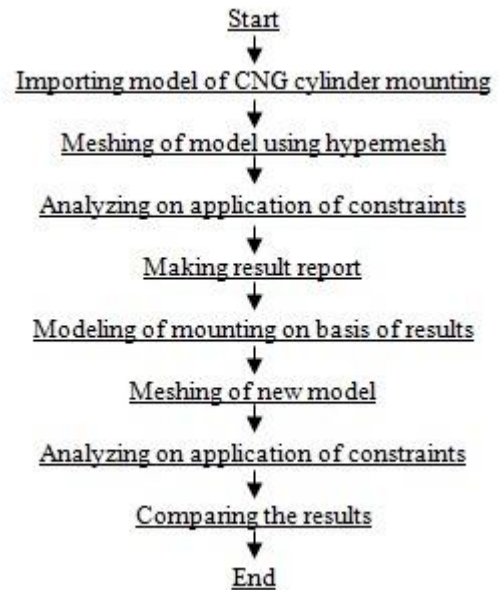 Start
Importing model of CNG cylinder mounting
Meshing of model using hypermesh
Analyzing on application of constraints
Making result report
Modeling of mounting on basis of results
Meshing of new model
Analyzing on application of constraints
Comparing the results
End